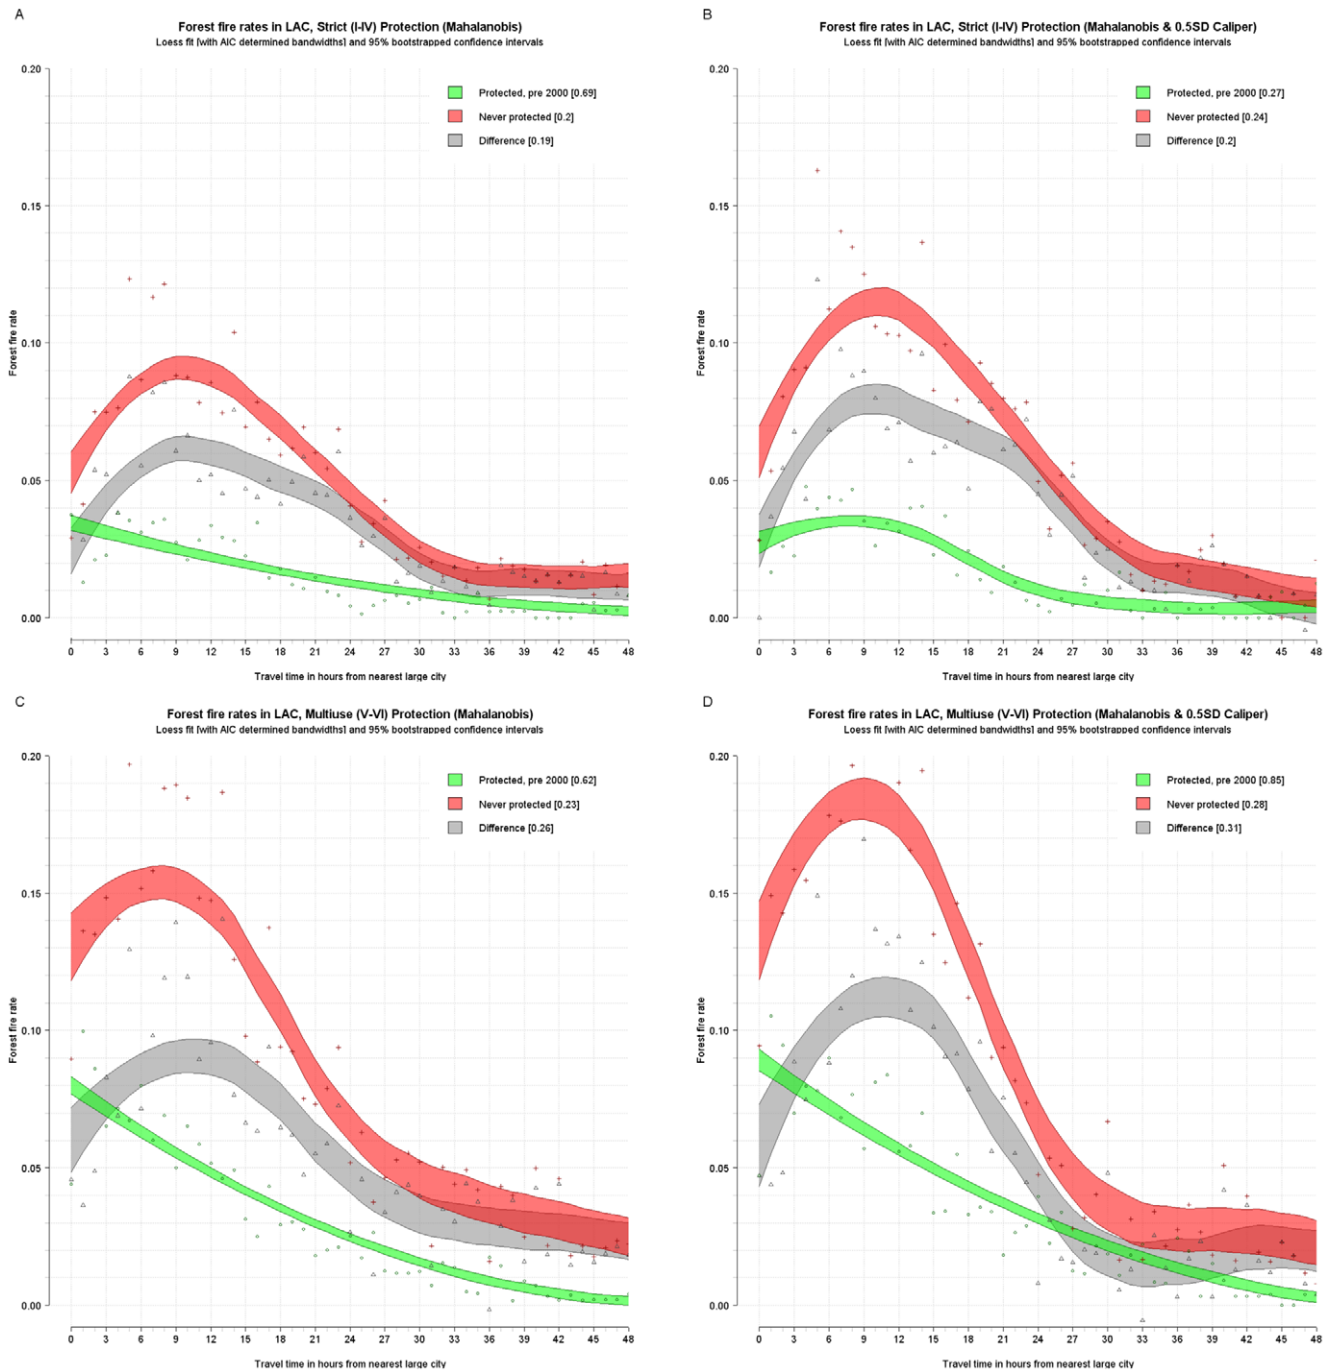 A
Forest fire rates in LAC, Strict (I-IV) Protection (Mahalanobis)
Loess fit [with AIC determined bandwidths] and 95% bootstrapped confidence intervals
0.20
0.15
0.10
0.05
0.00
Forest fire rate
Protected, pre 2000 [0.69]
Never protected [0.2]
Difference [0.19]
0 3 6 9 12 15 18 21 24 27 30 33 36 39 42 45 48
Travel time in hours from nearest large city
B
Forest fire rates in LAC, Strict (I-IV) Protection (Mahalanobis & 0.5SD Caliper)
Loess fit [with AIC determined bandwidths] and 95% bootstrapped confidence intervals
0.20
0.15
0.10
0.05
0.00
Forest fire rate
Protected, pre 2000 [0.27]
Never protected [0.24]
Difference [0.2]
0 3 6 9 12 15 18 21 24 27 30 33 36 39 42 45 48
Travel time in hours from nearest large city
C
Forest fire rates in LAC, Multiuse (V-VI) Protection (Mahalanobis)
Loess fit [with AIC determined bandwidths] and 95% bootstrapped confidence intervals
0.20
0.15
0.10
0.05
0.00
Forest fire rate
Protected, pre 2000 [0.62]
Never protected [0.23]
Difference [0.26]
0 3 6 9 12 15 18 21 24 27 30 33 36 39 42 45 48
Travel time in hours from nearest large city
D
Forest fire rates in LAC, Multiuse (V-VI) Protection (Mahalanobis & 0.5SD Caliper)
Loess fit [with AIC determined bandwidths] and 95% bootstrapped confidence intervals
0.20
0.15
0.10
0.05
0.00
Forest fire rate
Protected, pre 2000 [0.85]
Never protected [0.28]
Difference [0.31]
0 3 6 9 12 15 18 21 24 27 30 33 36 39 42 45 48
Travel time in hours from nearest large city